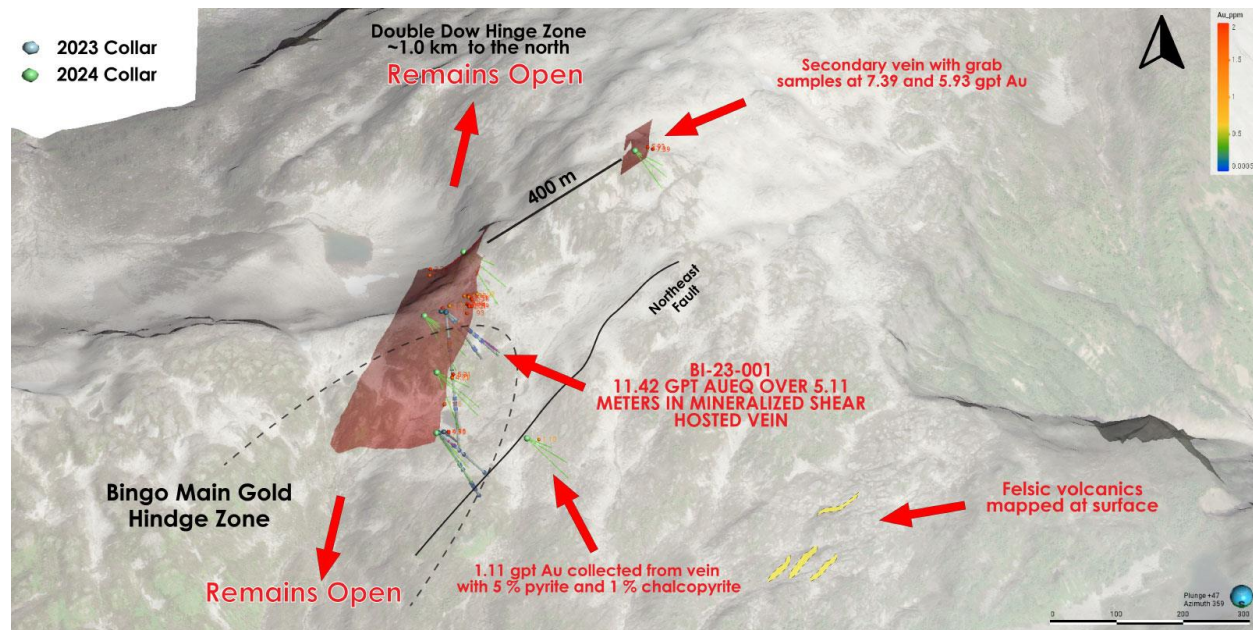 2023 Collar
2024 Collar
Double Dow Hinge Zone
~1.0 km to the north
Remains Open
Secondary vein with grab
samples at 7.39 and 5.93 gpt Au
Au_ppm
2
1.5
1
0.5
0.0005
400 m
Northeast
Fault
BI-23-001
11.42 GPT AUEQ OVER 5.11
METERS IN MINERALIZED SHEAR
HOSTED VEIN
Bingo Main Gold
Hindge Zone
Felsic volcanics
mapped at surface
Remains Open
1.11 gpt Au collected from vein
with 5 % pyrite and 1 % chalcopyrite
Plunge +47
Azimuth 359
0 100 200 300